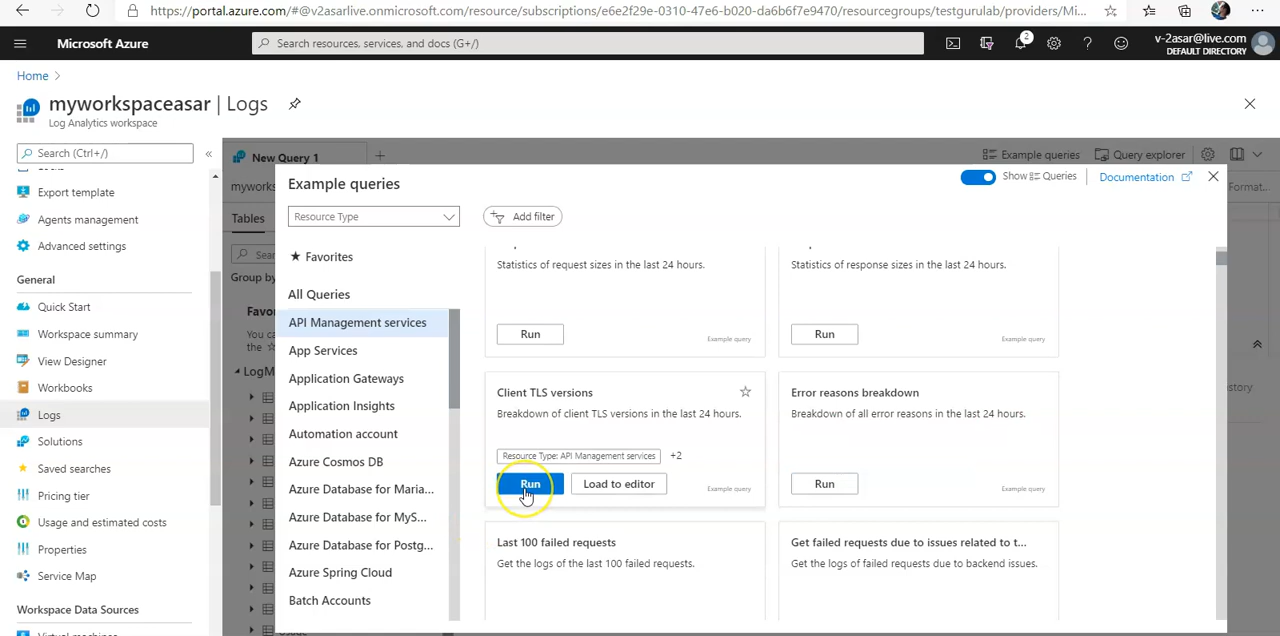 https://portal.azure.com/#@v2asarlive.onmicrosoft.com/resource/subscriptions/e6e2f29e-0310-47e6-b020-da6b6f7e9470/resourcegroups/testgurulab/providers/Mi...
Microsoft Azure
Search resources, services, and docs (G+/)
2
v-2asar@live.com
DEFAULT DIRECTORY
Home
myworkspaceasar | Logs
Log Analytics workspace
Search (Ctrl+/)
Export template
Agents management
Advanced settings
General
Quick Start
Workspace summary
View Designer
Workbooks
Logs
Solutions
Saved searches
Pricing tier
Usage and estimated costs
Properties
Service Map
Workspace Data Sources
New Query 1
Example queries
Query explorer
myworks
Format...
Tables
Sear
Group by
Favor
You ca
the
LogM
story
Example queries
Show Queries
Documentation
Resource Type
Add filter
Favorites
All Queries
API Management services
App Services
Application Gateways
Application Insights
Automation account
Azure Cosmos DB
Azure Database for Maria...
Azure Database for MyS...
Azure Database for Postg...
Azure Spring Cloud
Batch Accounts
Statistics of request sizes in the last 24 hours.
Run
Example query
Statistics of response sizes in the last 24 hours.
Run
Example query
Client TLS versions
Breakdown of client TLS versions in the last 24 hours.
Resource Type: API Management services
+2
Run
Load to editor
Example query
Error reasons breakdown
Breakdown of all error reasons in the last 24 hours.
Run
Example query
Last 100 failed requests
Get the logs of the last 100 failed requests.
Get failed requests due to issues related to t...
Get the logs of failed requests due to backend issues.